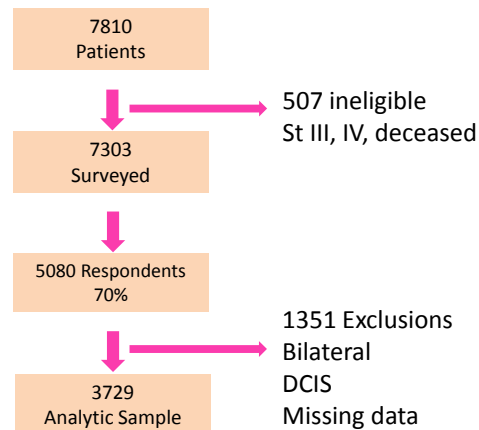 7810
Patients
507 ineligible
St III, IV, deceased
7303
Surveyed
5080 Respondents
70%
1351 Exclusions
Bilateral
DCIS
Missing data
3729
Analytic Sample